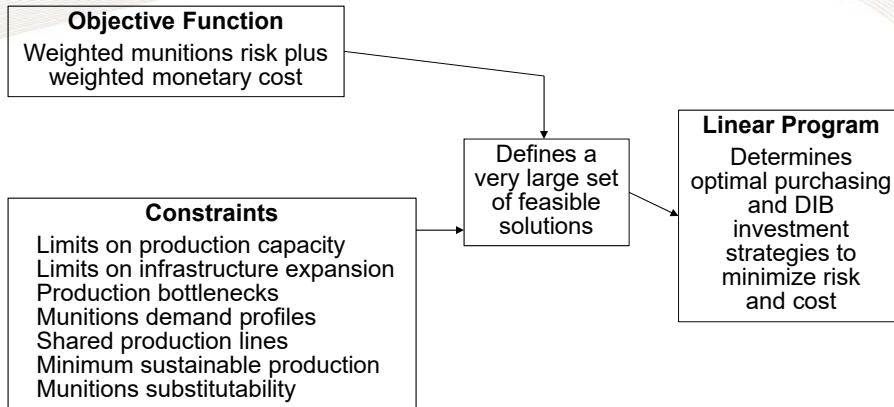 Objective Function
Weighted munitions risk plus
weighted monetary cost
Constraints
Limits on production capacity
Limits on infrastructure expansion
Production bottlenecks
Munitions demand profiles
Shared production lines
Minimum sustainable production
Munitions substitutability
Defines a
very large set
of feasible
solutions
Linear Program
Determines
optimal purchasing
and DIB
investment
strategies to
minimize risk
and cost